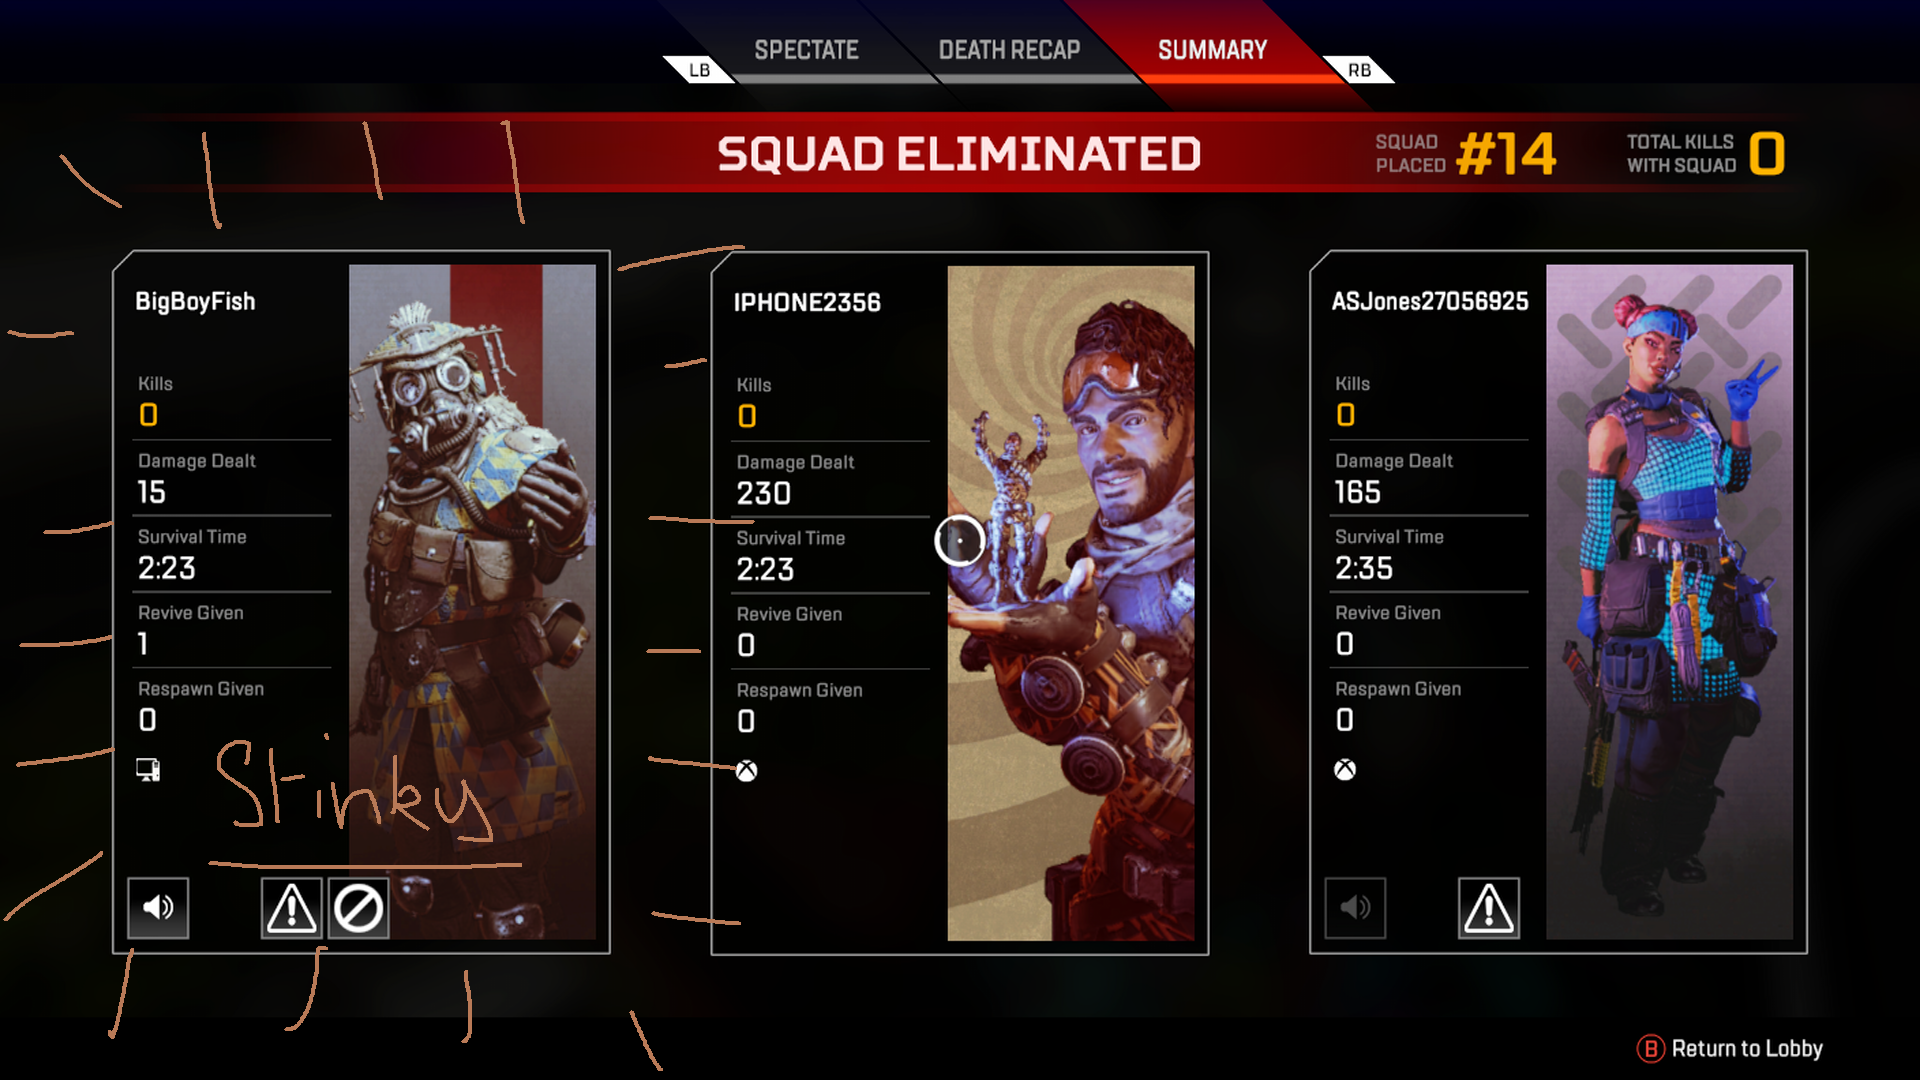 LB
SPECTATE
DEATH RECAP
SUMMARY
RB
SQUAD ELIMINATED
SQUAD PLACED #14
TOTAL KILLS WITH SQUAD 0
BigBoyFish
Kills
0
Damage Dealt
15
Survival Time
2:23
Revive Given
1
Respawn Given
0
Stinky
IPHONE2356
Kills
0
Damage Dealt
230
Survival Time
2:23
Revive Given
0
Respawn Given
0
ASJones27056925
Kills
0
Damage Dealt
165
Survival Time
2:35
Revive Given
0
Respawn Given
0
B Return to Lobby